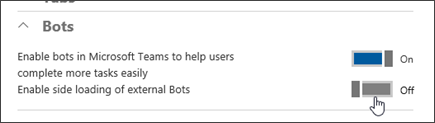 Bots
Enable bots in Microsoft Teams to help users
complete more tasks easily
On
Enable side loading of external Bots
Off